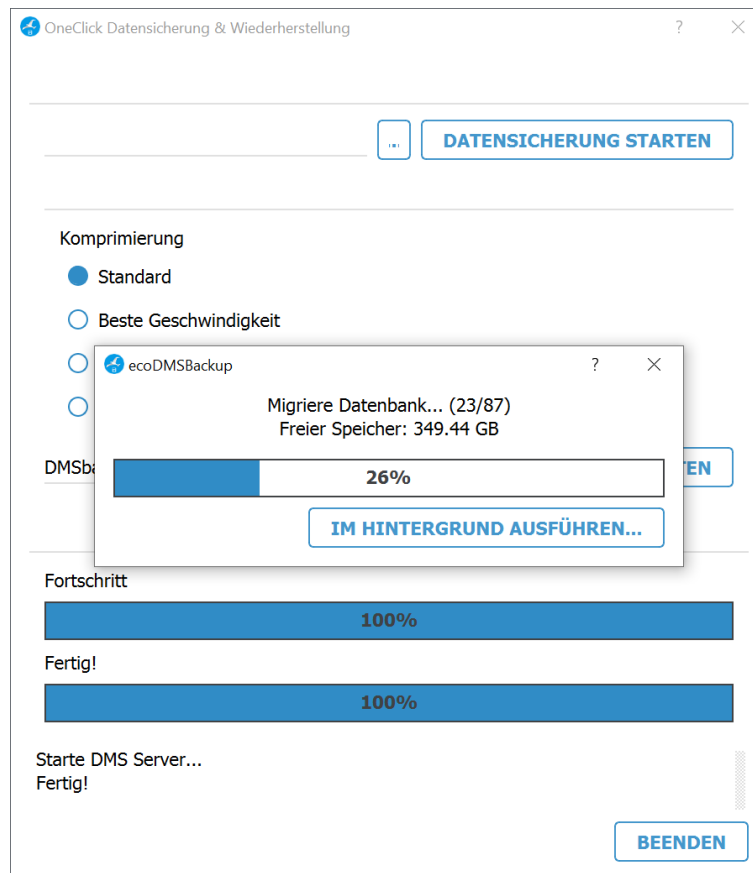 OneClick Datensicherung & Wiederherstellung
?
...
DATENSICHERUNG STARTEN
Komprimierung
Standard
Beste Geschwindigkeit
ecoDMSBackup
?
Migriere Datenbank... (23/87)
Freier Speicher: 349.44 GB
26%
IM HINTERGRUND AUSFÜHREN...
Fortschritt
100%
Fertig!
100%
Starte DMS Server...
Fertig!
BEENDEN